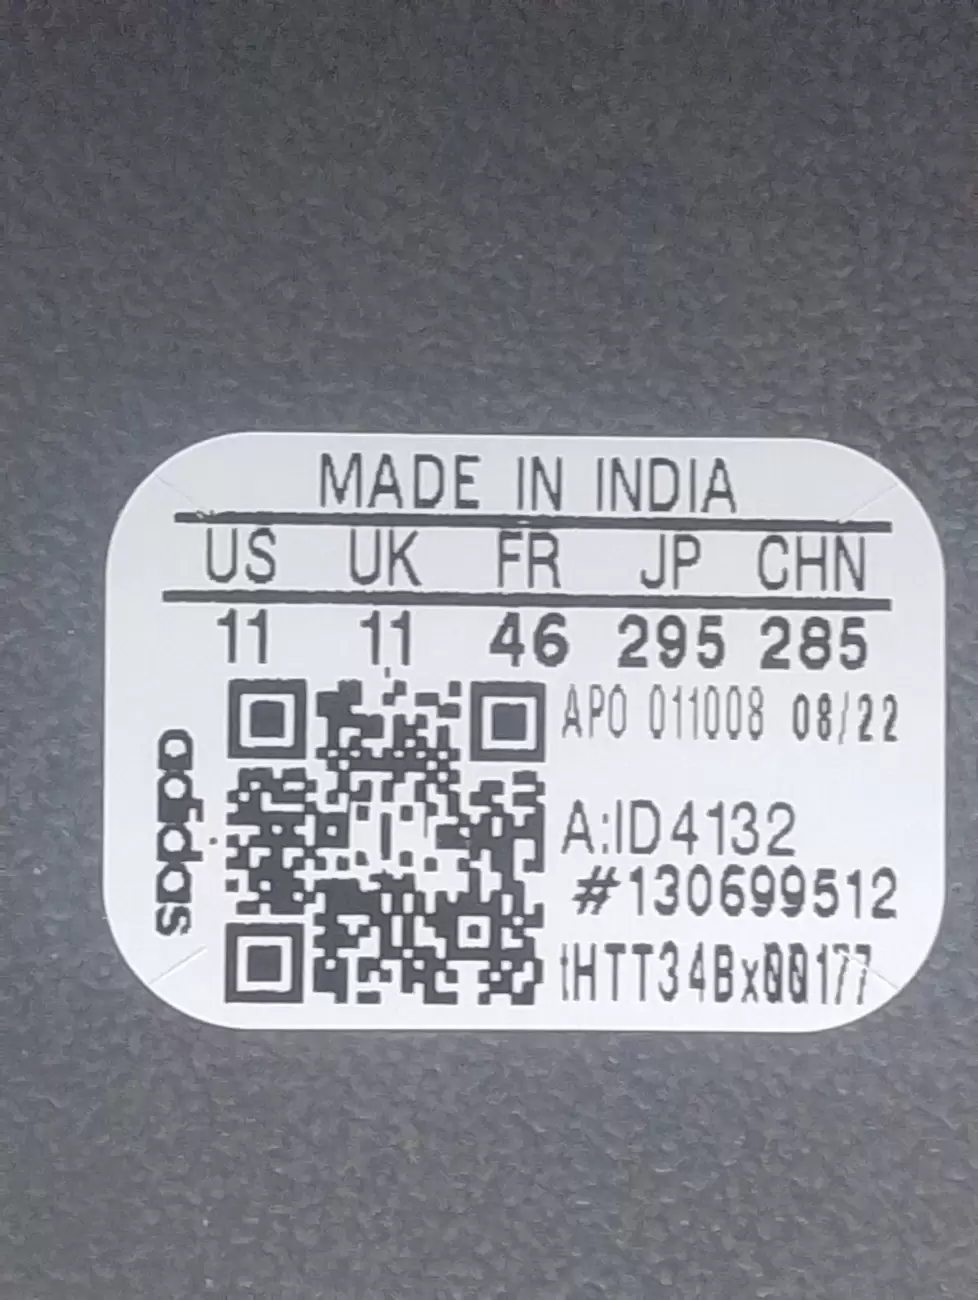 MADE IN INDIA
US UK FR JP CHN
11 11 46 295 285
APO 011008 08/22
A:ID4132
#130699512
tHTT34Bx00177